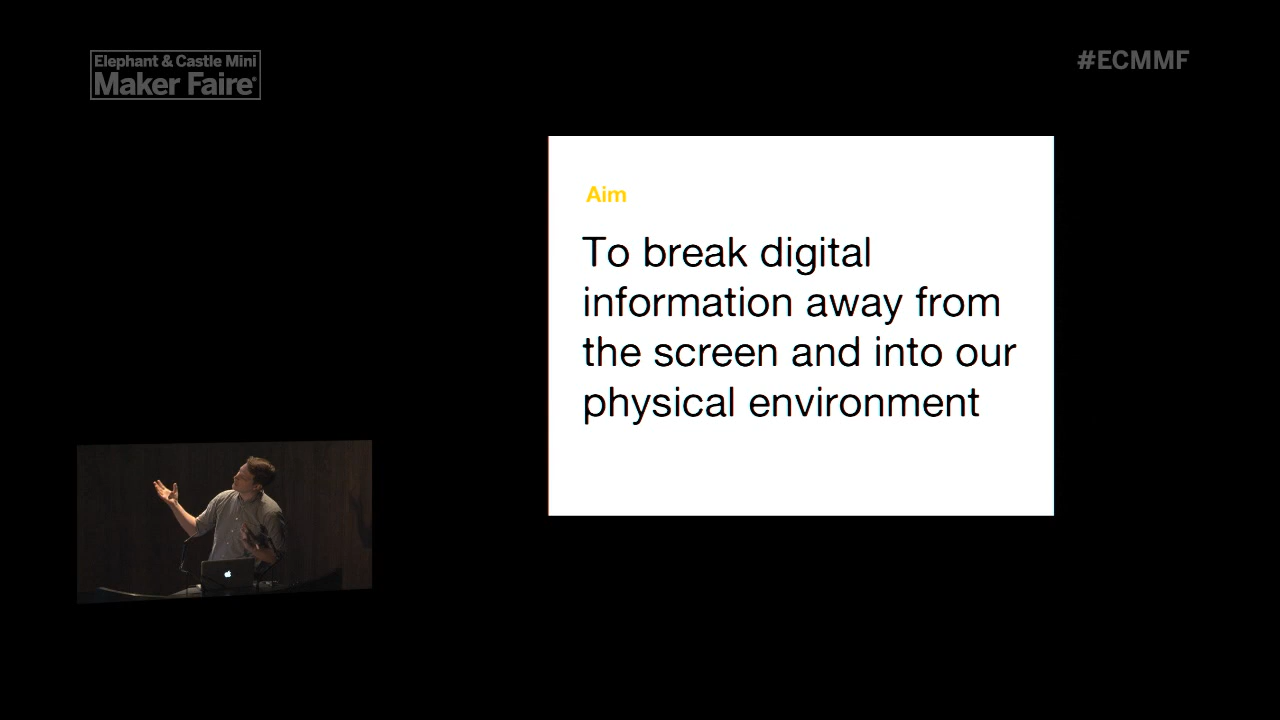 Elephant & Castle Mini
Maker Faire®
#ECMMF
Aim
To break digital
information away from
the screen and into our
physical environment